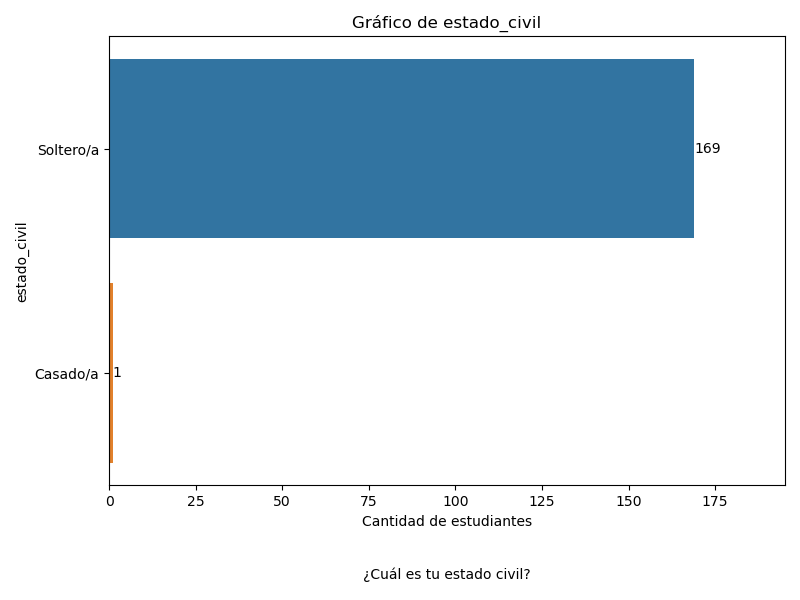 Gráfico de estado_civil
Soltero/a
169
estado_civil
Casado/a
1
0 25 50 75 100 125 150 175
Cantidad de estudiantes
¿Cuál es tu estado civil?